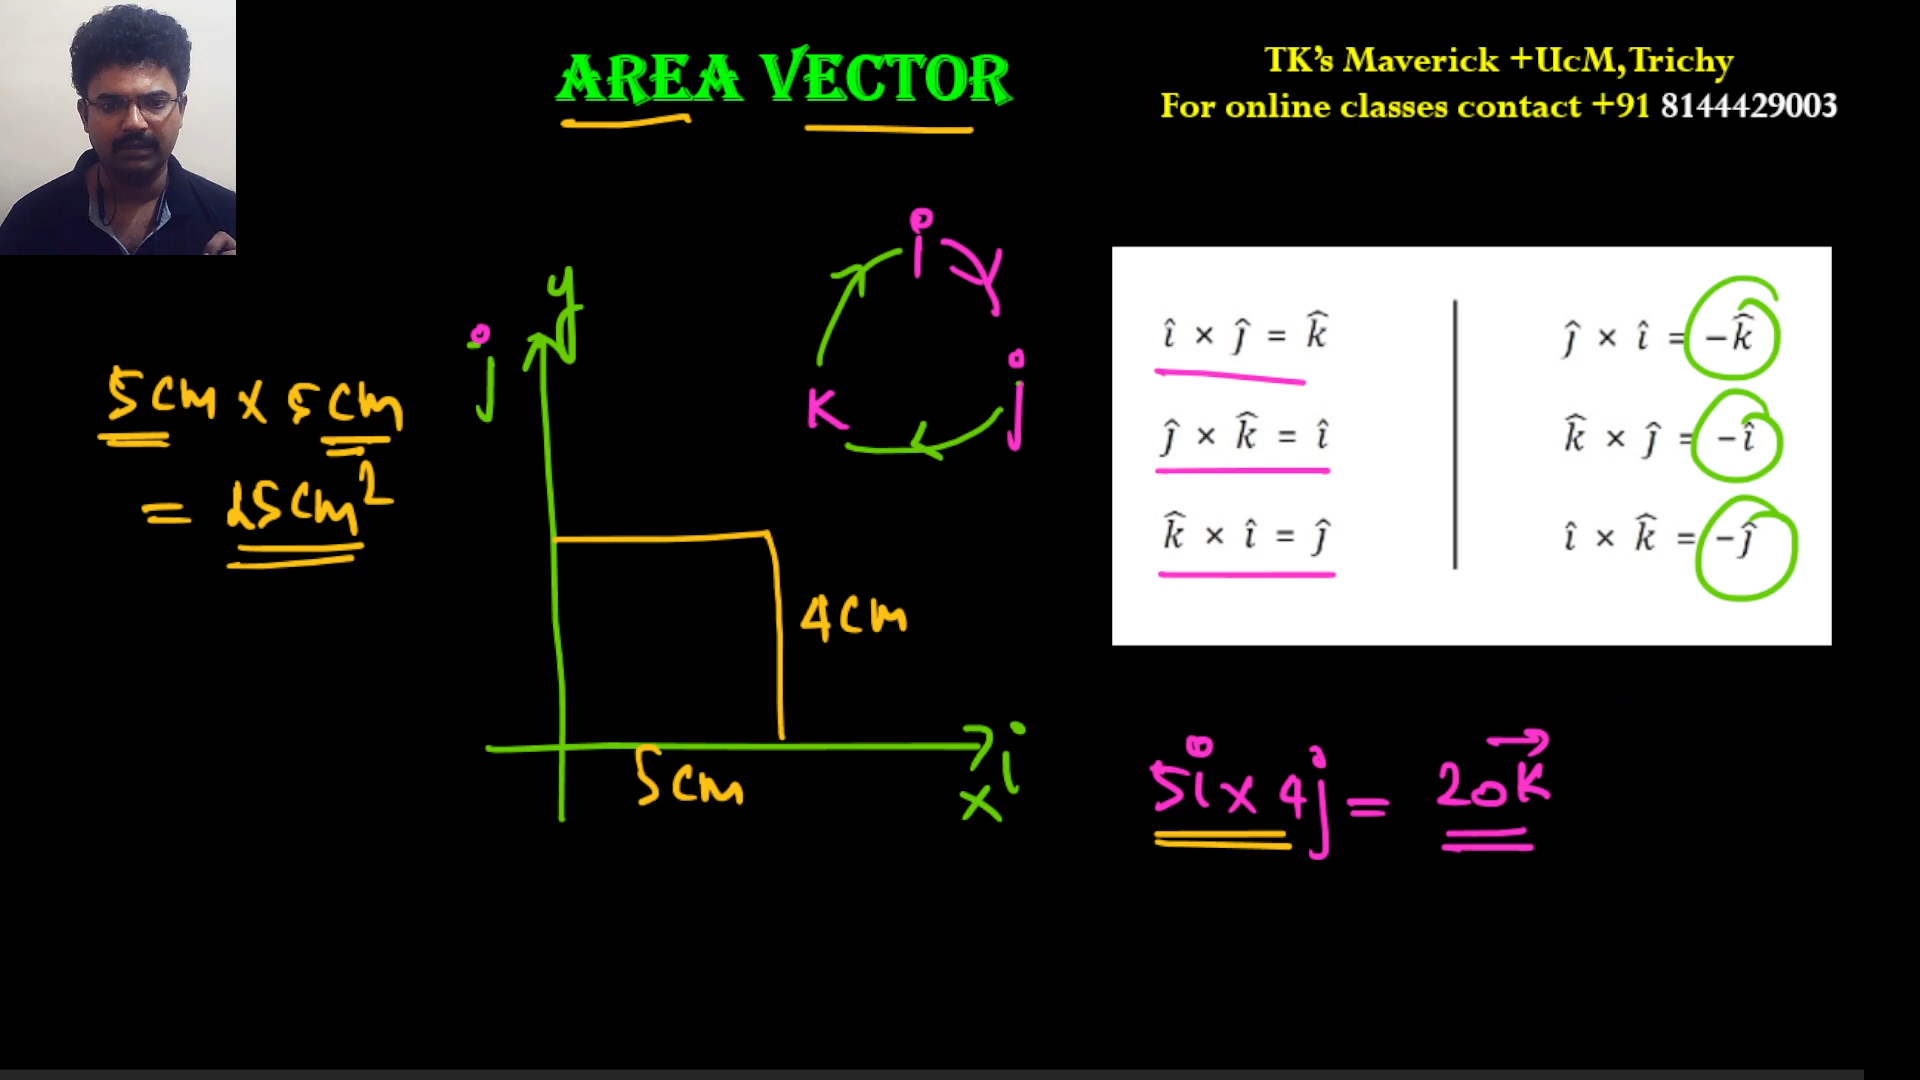 AREA VECTOR
TK's Maverick +UcM,Trichy
For online classes contact +91 8144429003
5cm x 5cm
= 25cm²
y
j
i
j
K
4cm
5cm
i
x
î × ĵ = k̂
ĵ × k̂ = î
k̂ × î = ĵ
ĵ × î = −k̂
k̂ × ĵ = −î
î × k̂ = −ĵ
5i x 4j = 20k⃗